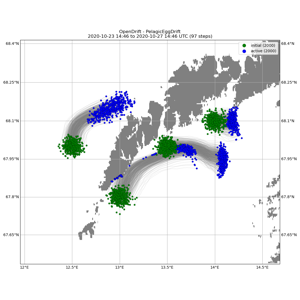 OpenDrift - PelagicEggDrift
2020-10-23 14:46 to 2020-10-27 14:46 UTC (97 steps)
initial
active
68.4°N 68.4°N
68.25°N 68.25°N
68.1°N 68.1°N
67.95°N 67.95°N
67.8°N 67.8°N
67.65°N 67.65°N
12°E 12.5°E 13°E 13.5°E 14°E 14.5°E